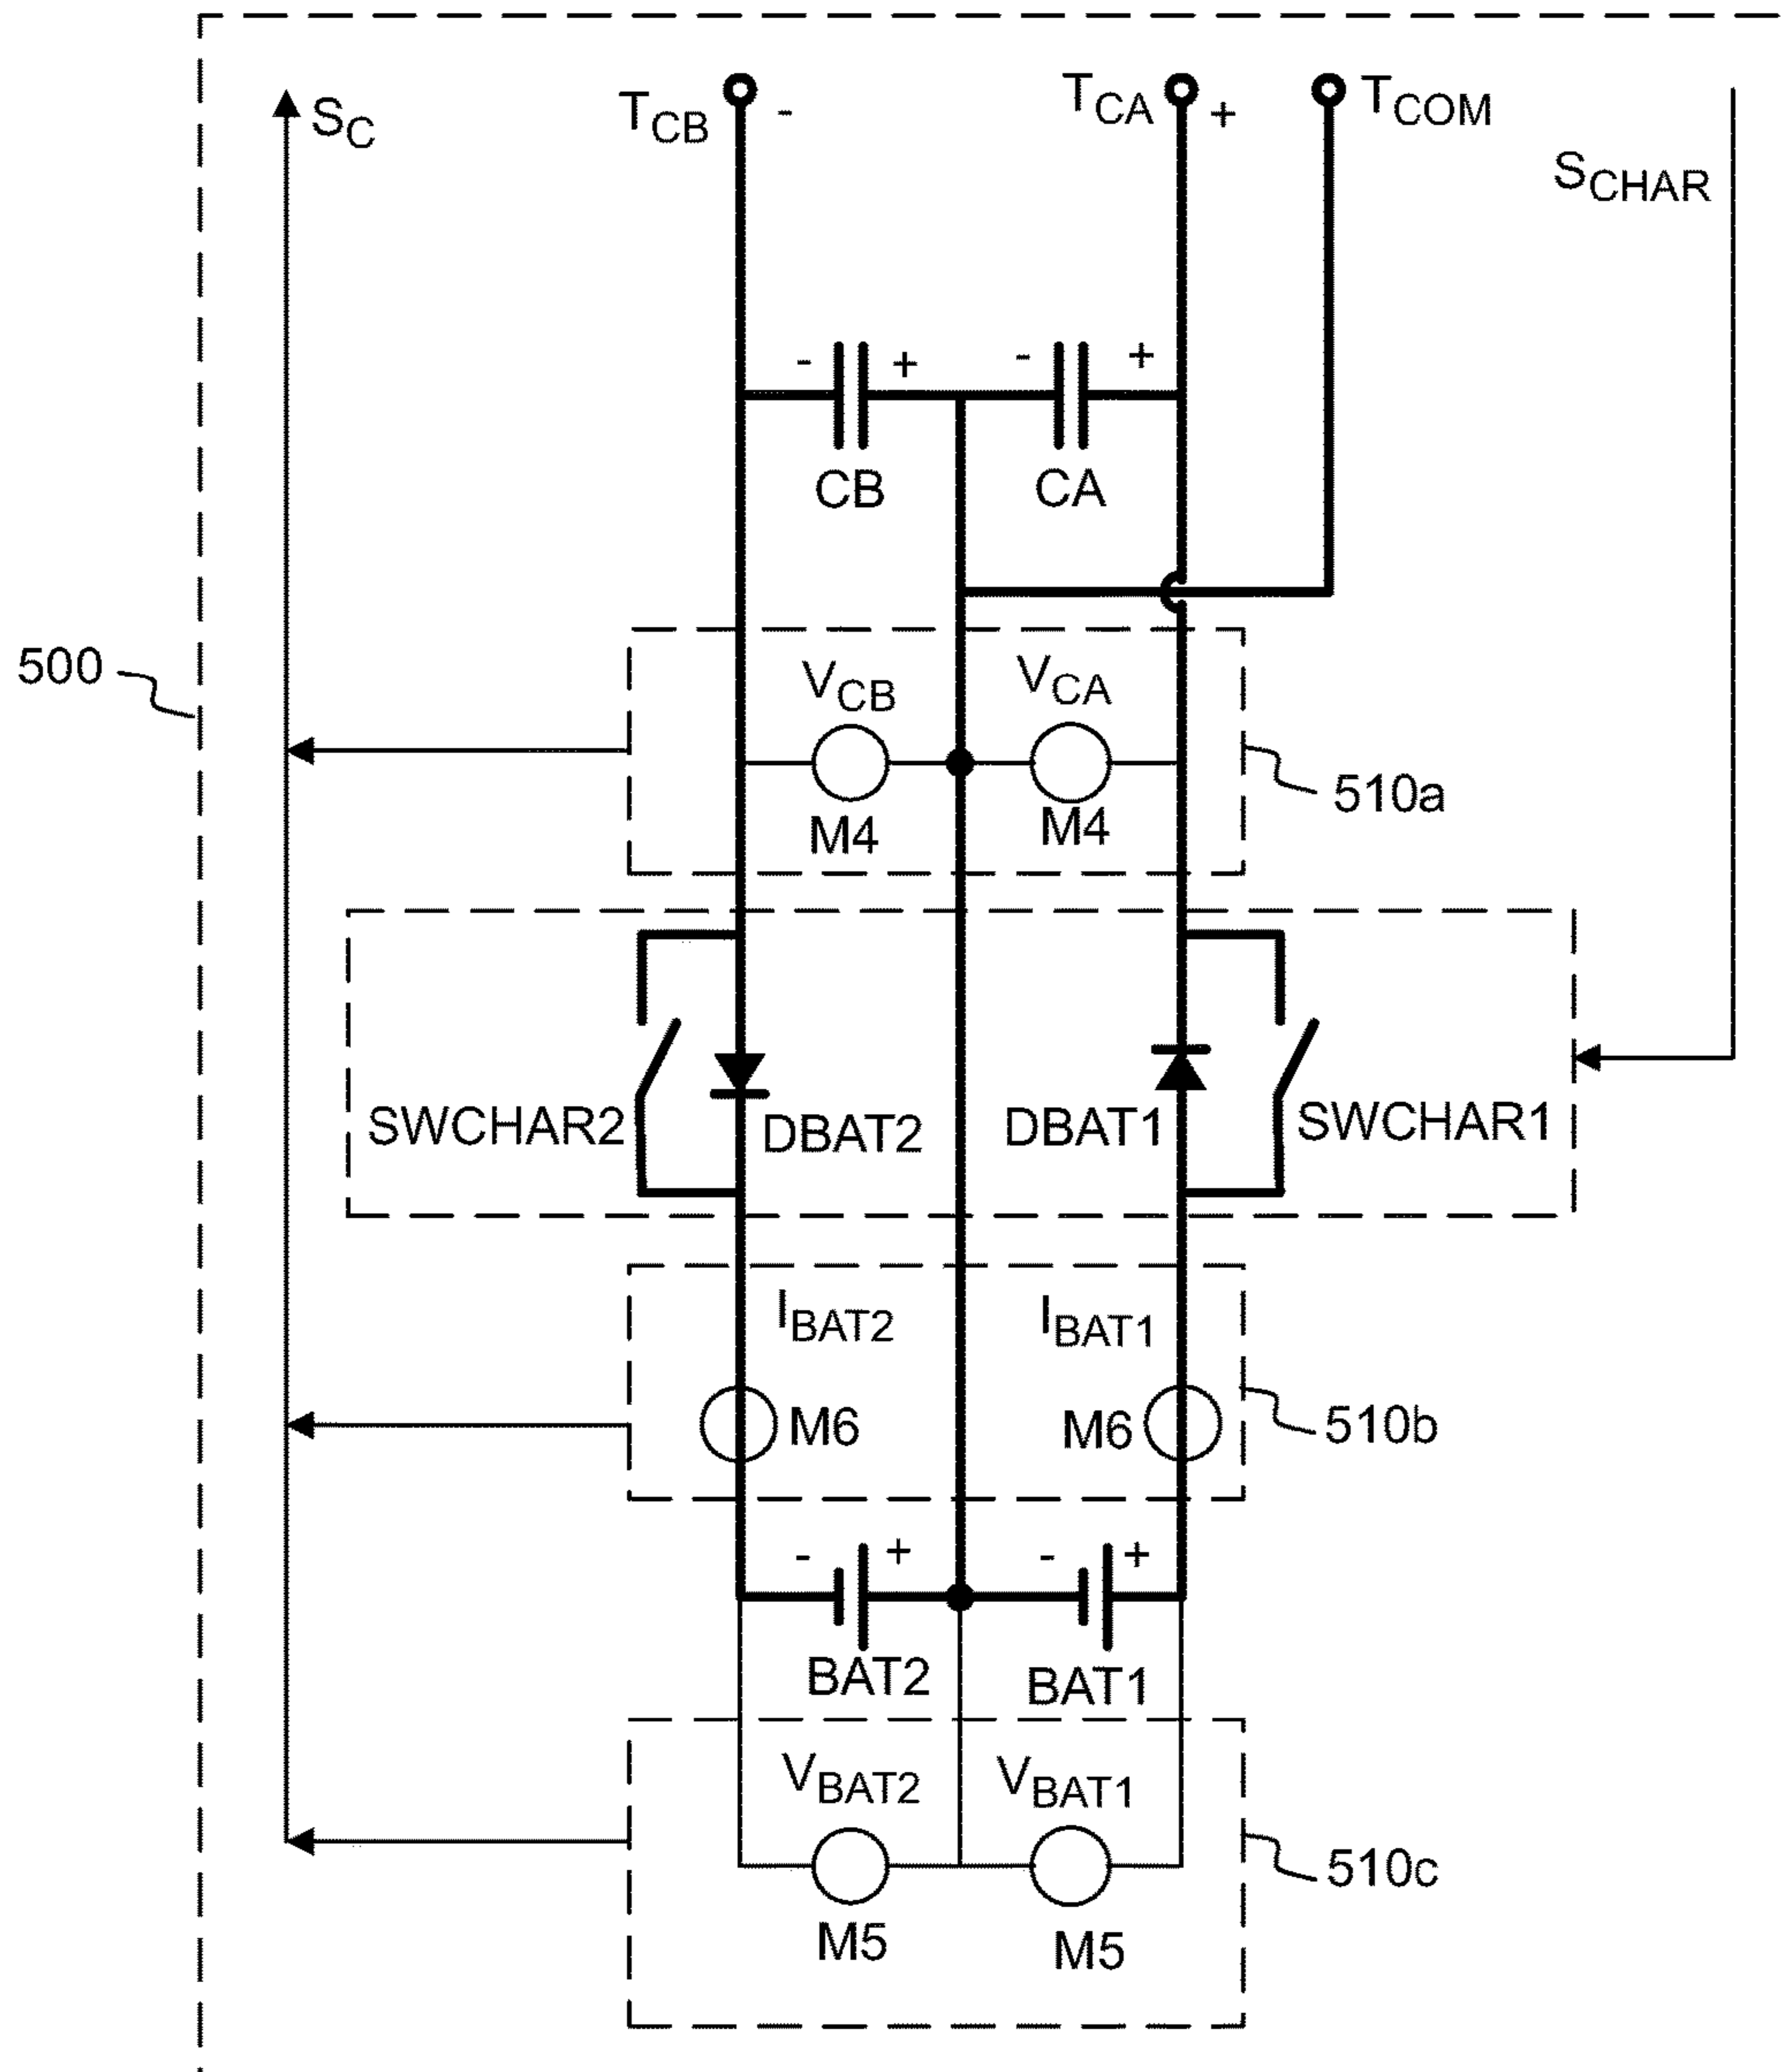 S_C
T_CB -
T_CA +
T_COM
S_CHAR
- + - +
CB CA
500
V_CB V_CA
M4 M4
510a
SWCHAR2 DBAT2 DBAT1 SWCHAR1
I_BAT2 I_BAT1
M6 M6
510b
- + - +
BAT2 BAT1
V_BAT2 V_BAT1
510c
M5 M5